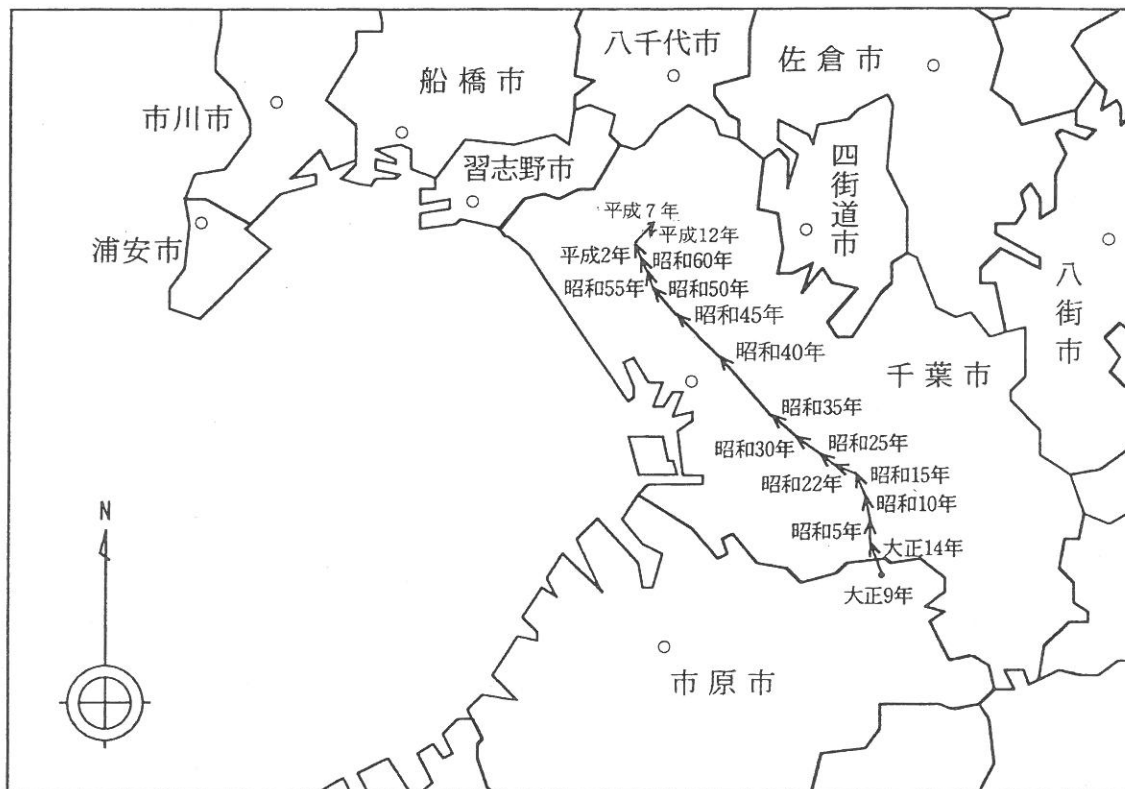 八千代市
佐倉市
船橋市
市川市
習志野市
四街道市
浦安市
八街市
千葉市
市原市
平成7年
平成12年
平成2年
昭和60年
昭和55年
昭和50年
昭和45年
昭和40年
昭和35年
昭和30年
昭和25年
昭和22年
昭和15年
昭和10年
昭和5年
大正14年
大正9年
N